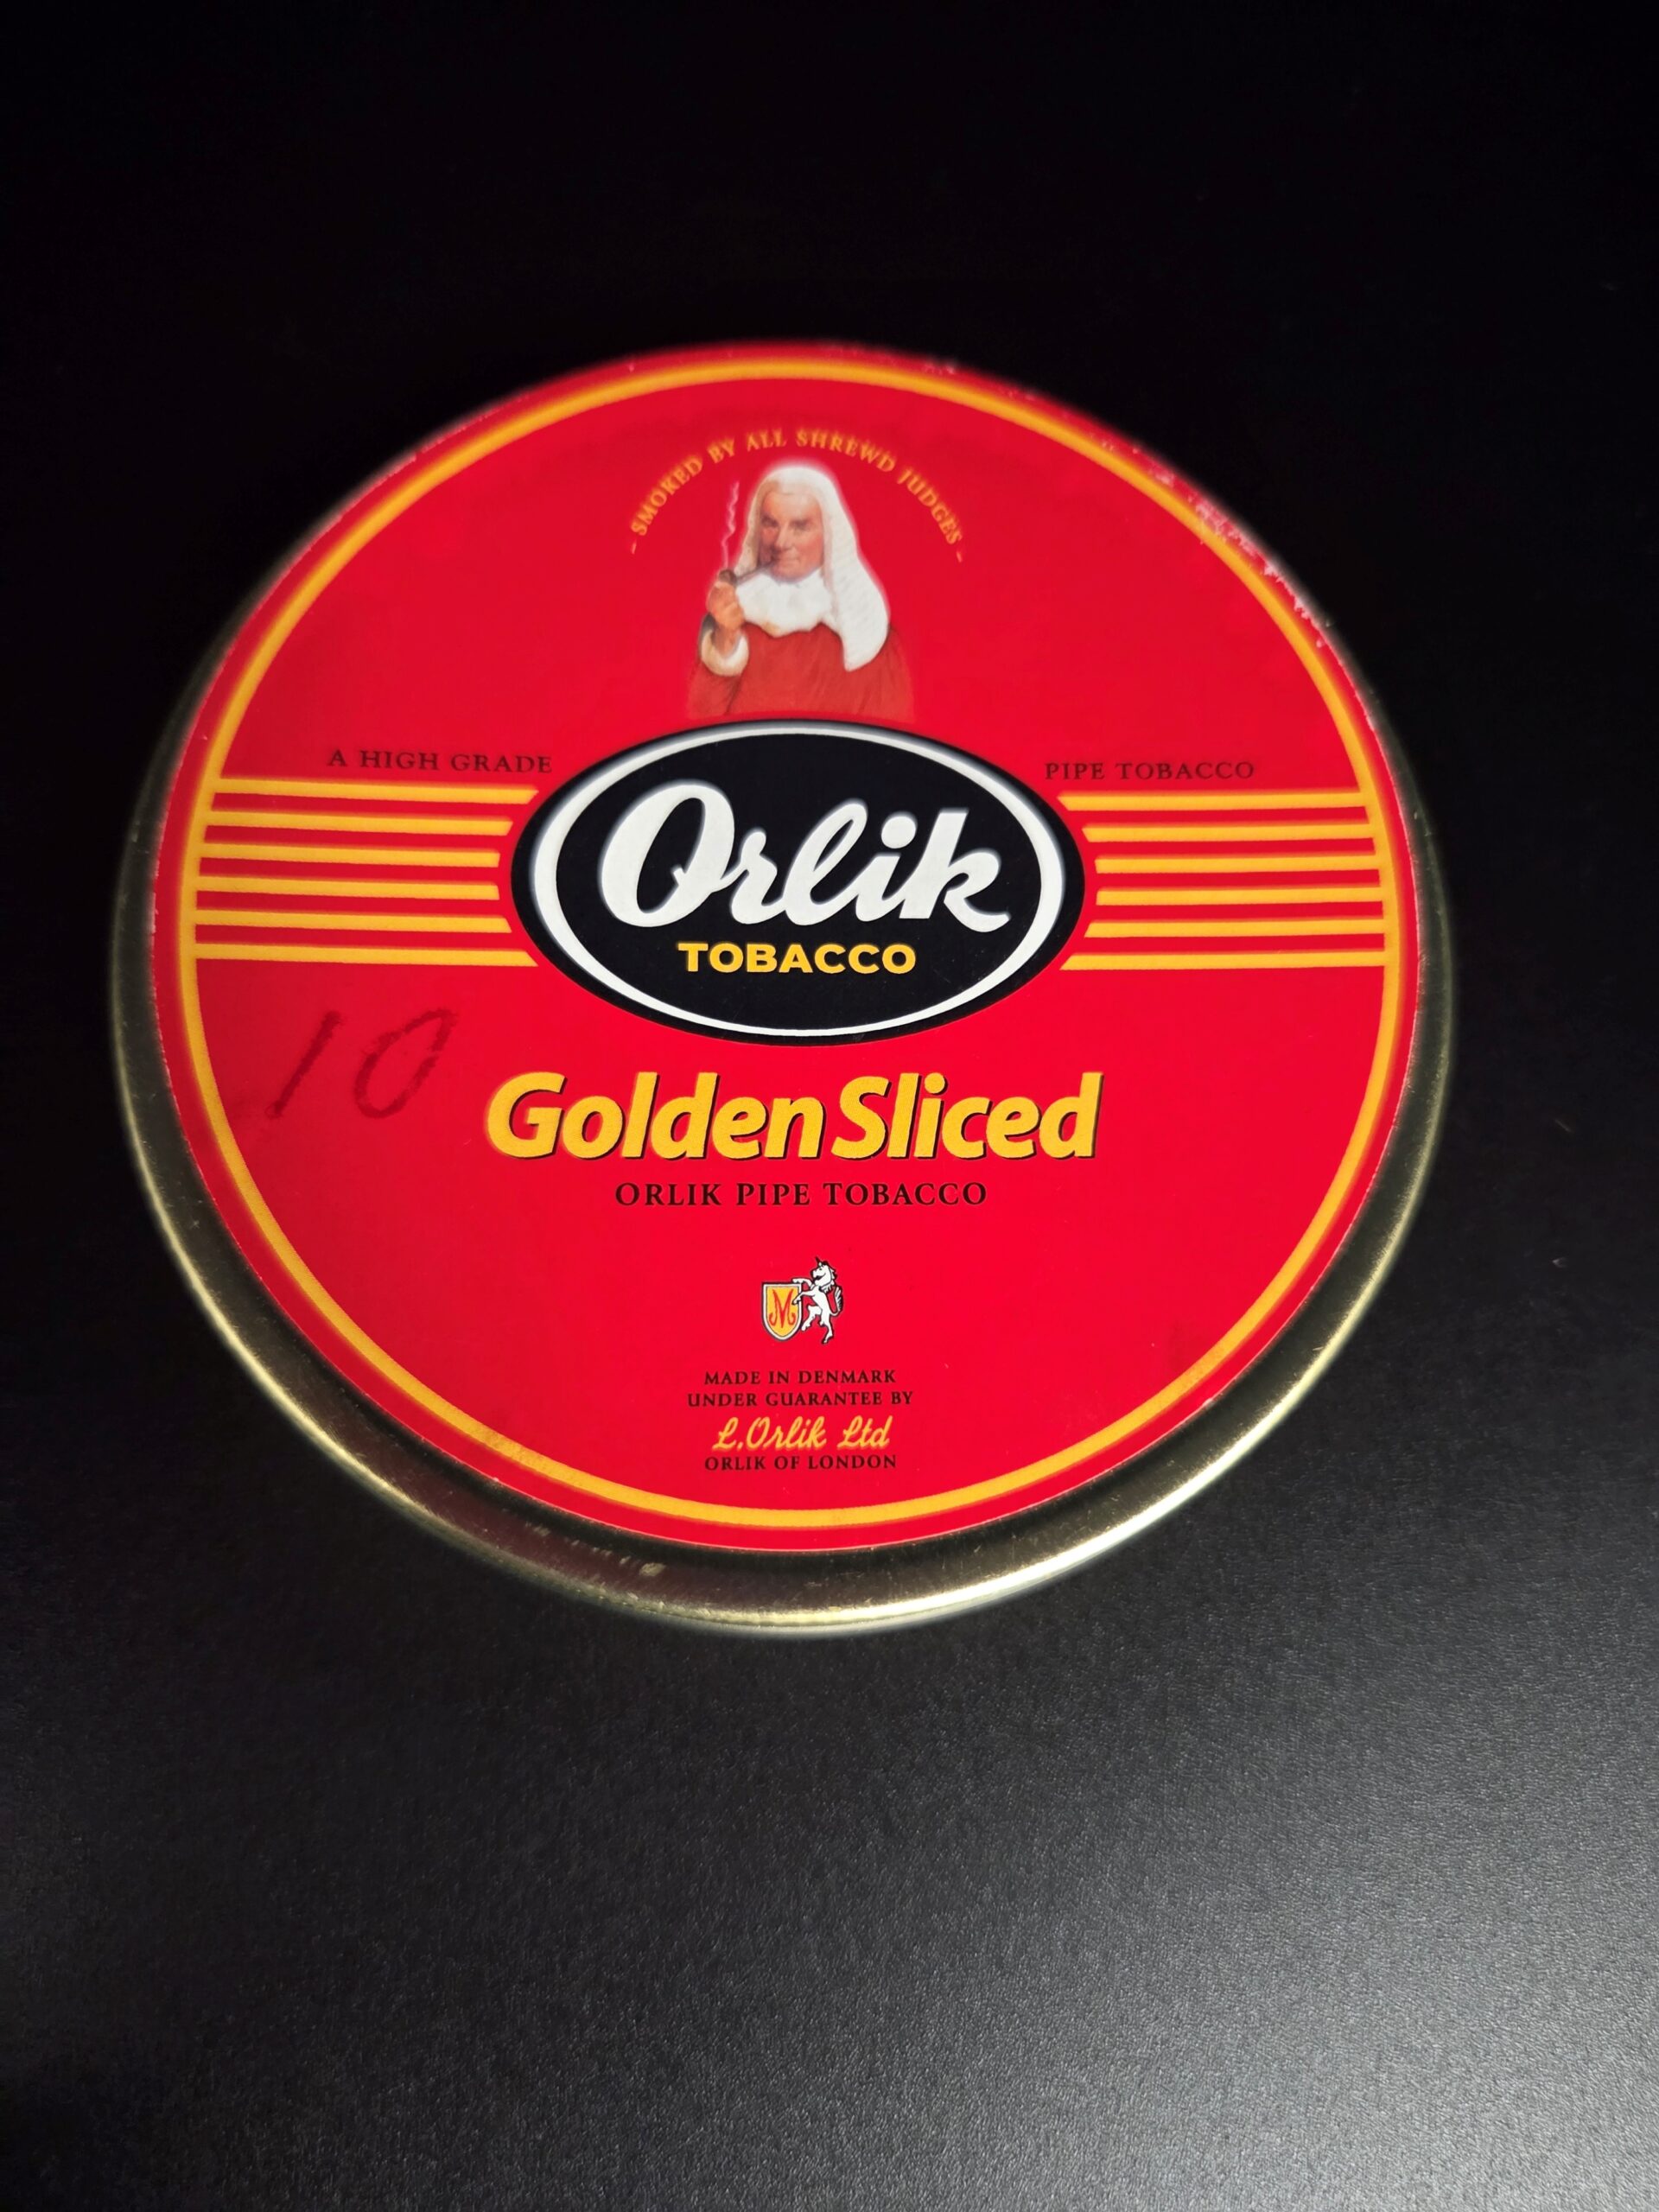 - SMOKED BY ALL SHREWD JUDGES -
A HIGH GRADE
PIPE TOBACCO
Orlik
TOBACCO
10
Golden Sliced
ORLIK PIPE TOBACCO
M
MADE IN DENMARK
UNDER GUARANTEE BY
L.Orlik Ltd
ORLIK OF LONDON